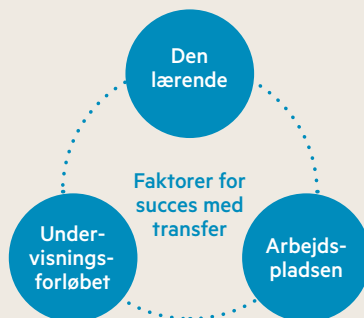 Den
lærende
Faktorer for
succes med
transfer
Under-
visnings-
forløbet
Arbejds-
pladsen